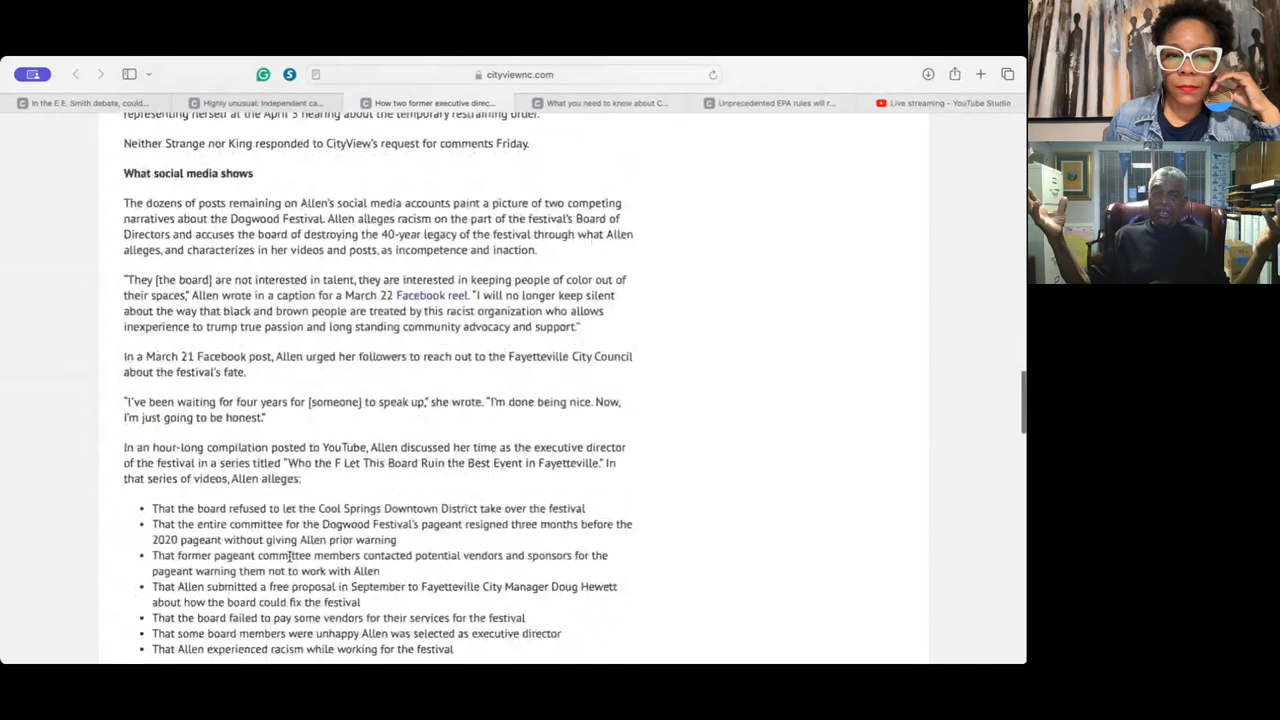 cityviewnc.com
In the E.E. Smith debate, could...
Highly unusual: Independent ca...
How two former executive direc...
What you need to know about C...
Unprecedented EPA rules will r...
Live streaming - YouTube Studio
representing herself at the April 3 hearing about the temporary restraining order.
Neither Strange nor King responded to CityView's request for comments Friday.
What social media shows
The dozens of posts remaining on Allen's social media accounts paint a picture of two competing
narratives about the Dogwood Festival. Allen alleges racism on the part of the festival's Board of
Directors and accuses the board of destroying the 40-year legacy of the festival through what Allen
alleges, and characterizes in her videos and posts, as incompetence and inaction.
"They [the board] are not interested in talent, they are interested in keeping people of color out of
their spaces," Allen wrote in a caption for a March 22 Facebook reel. "I will no longer keep silent
about the way that black and brown people are treated by this racist organization who allows
inexperience to trump true passion and long standing community advocacy and support."
In a March 21 Facebook post, Allen urged her followers to reach out to the Fayetteville City Council
about the festival's fate.
"I've been waiting for four years for [someone] to speak up," she wrote. "I'm done being nice. Now,
I'm just going to be honest."
In an hour-long compilation posted to YouTube, Allen discussed her time as the executive director
of the festival in a series titled "Who the F Let This Board Ruin the Best Event in Fayetteville." In
that series of videos, Allen alleges:
• That the board refused to let the Cool Springs Downtown District take over the festival
• That the entire committee for the Dogwood Festival's pageant resigned three months before the
2020 pageant without giving Allen prior warning
• That former pageant committee members contacted potential vendors and sponsors for the
pageant warning them not to work with Allen
• That Allen submitted a free proposal in September to Fayetteville City Manager Doug Hewett
about how the board could fix the festival
• That the board failed to pay some vendors for their services for the festival
• That some board members were unhappy Allen was selected as executive director
• That Allen experienced racism while working for the festival